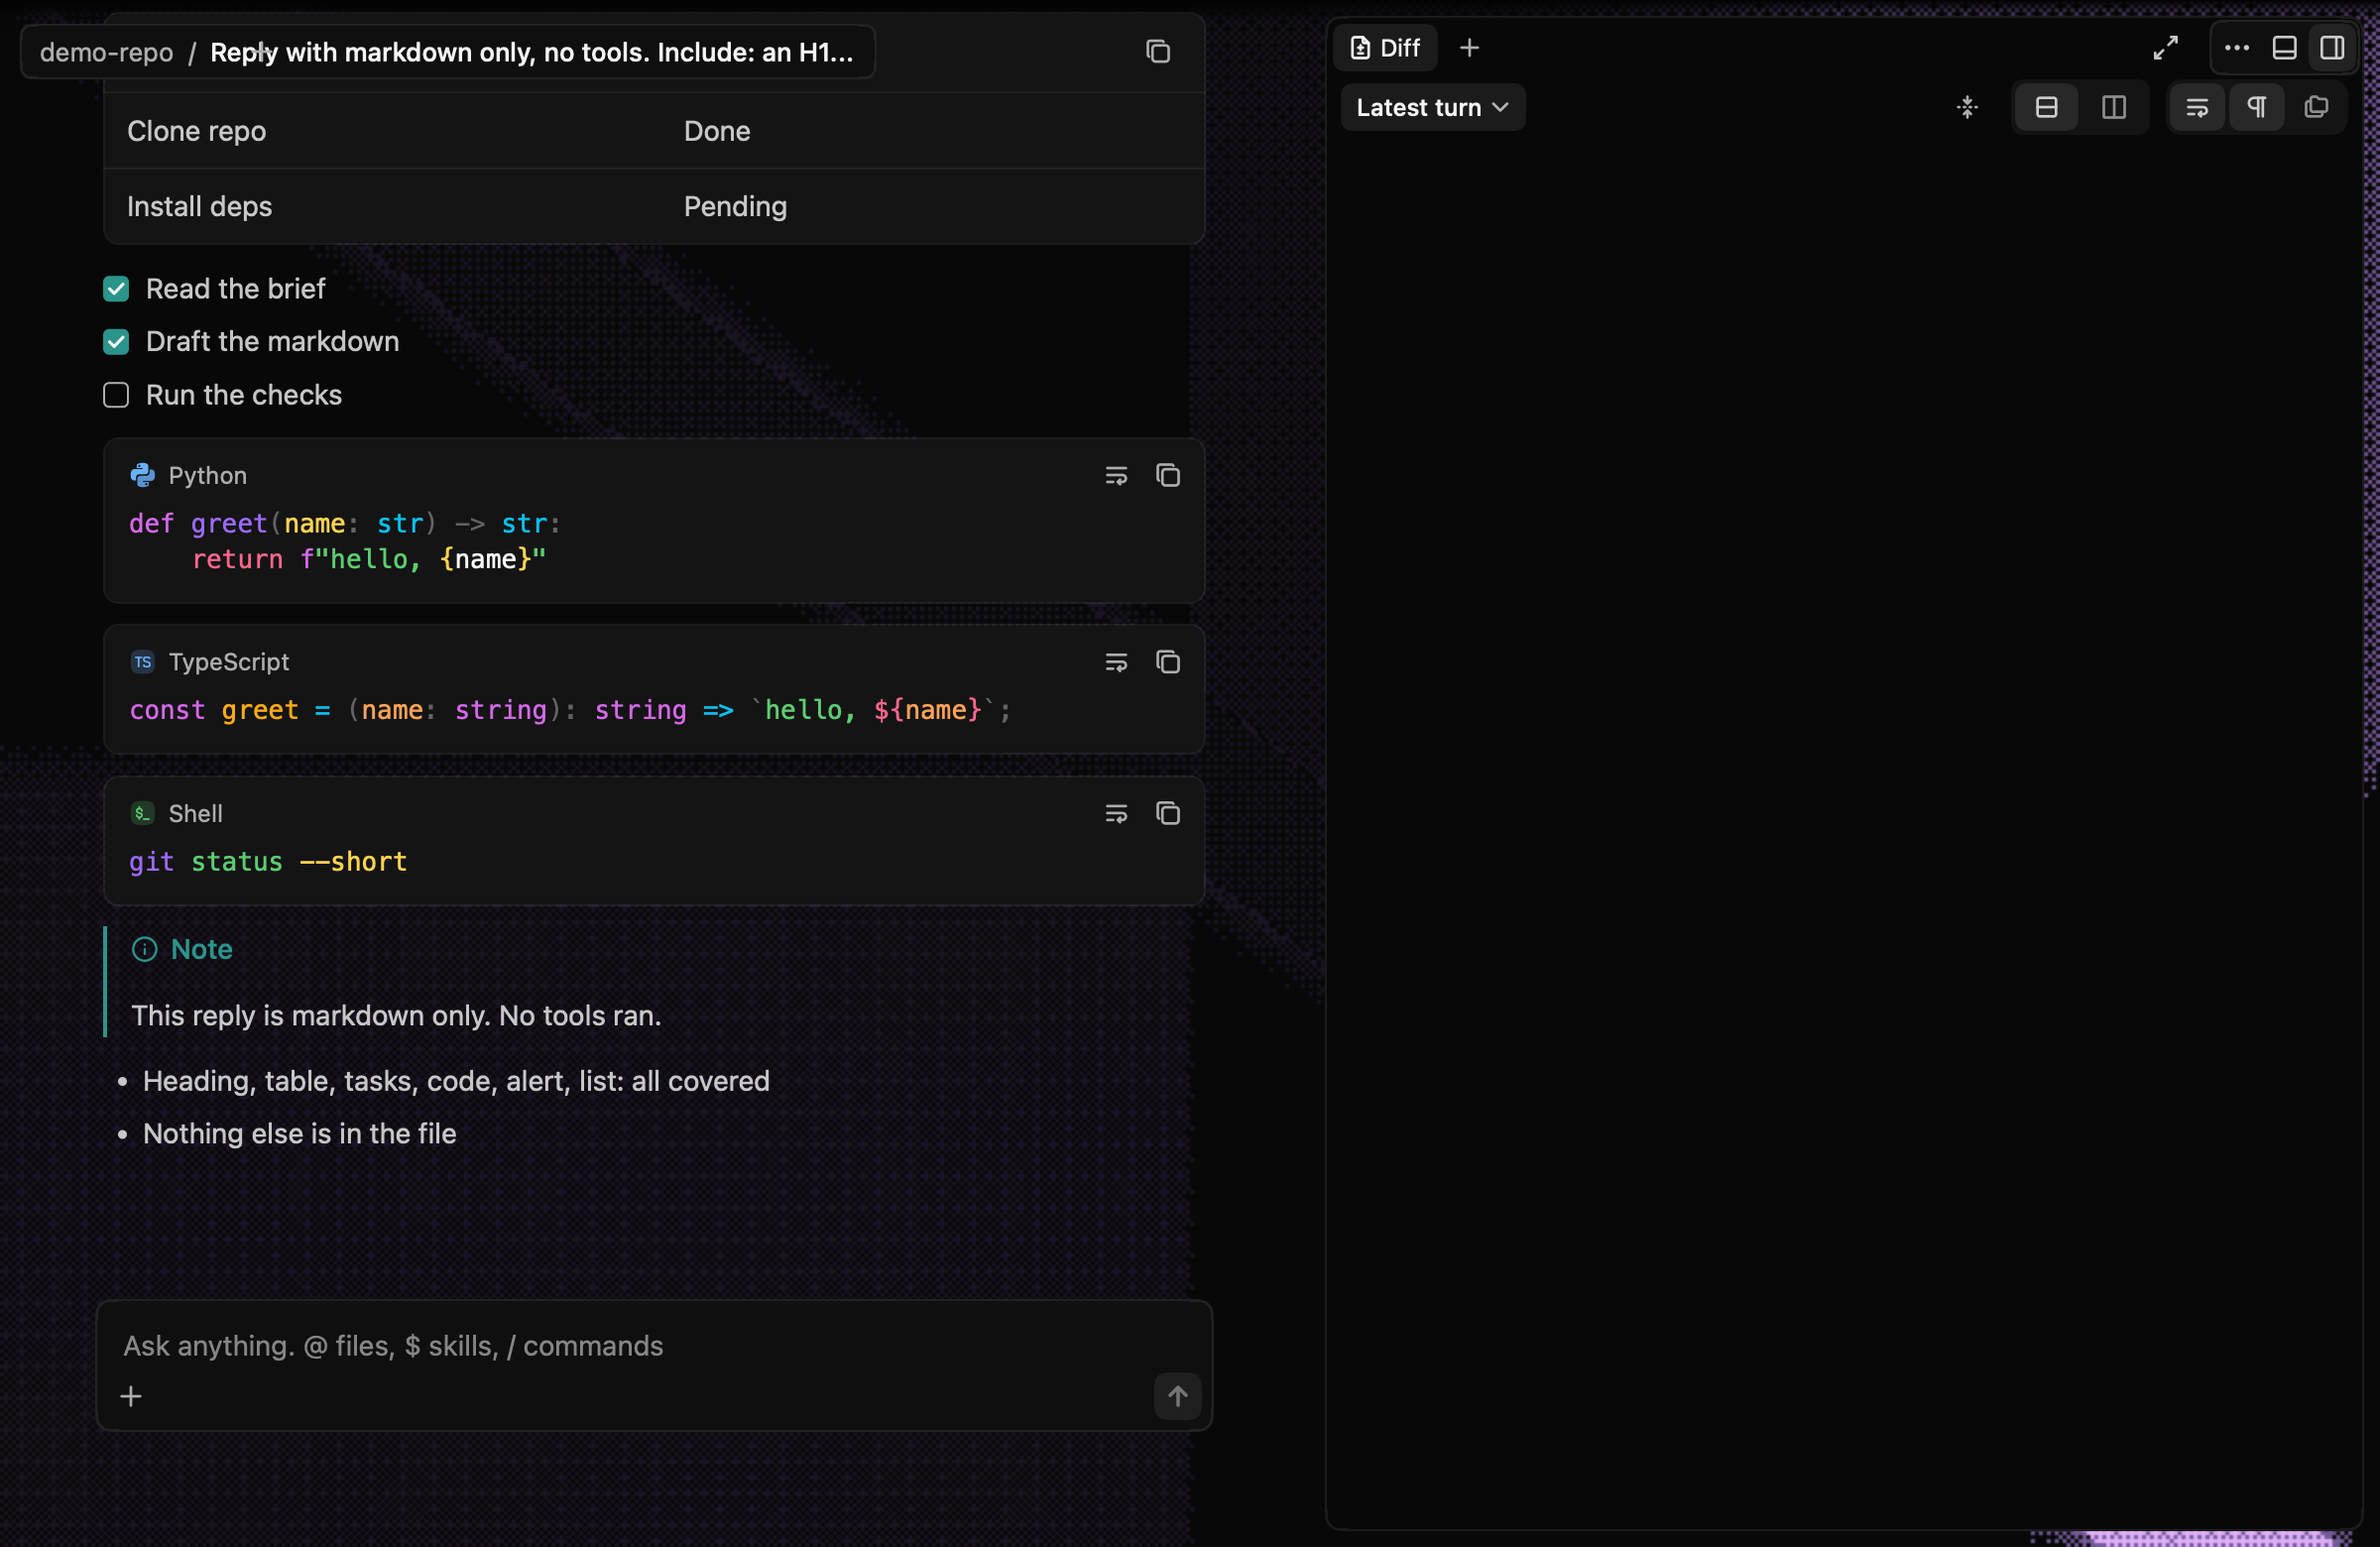 demo-repo / Reply with markdown only, no tools. Include: an H1...
Clone repo Done
Install deps Pending
Read the brief
Draft the markdown
Run the checks
Python
def greet(name: str) -> str:
    return f"hello, {name}"
TS TypeScript
const greet = (name: string): string => `hello, ${name}`;
$_ Shell
git status --short
Note
This reply is markdown only. No tools ran.
• Heading, table, tasks, code, alert, list: all covered
• Nothing else is in the file
Ask anything. @ files, $ skills, / commands
Diff
Latest turn